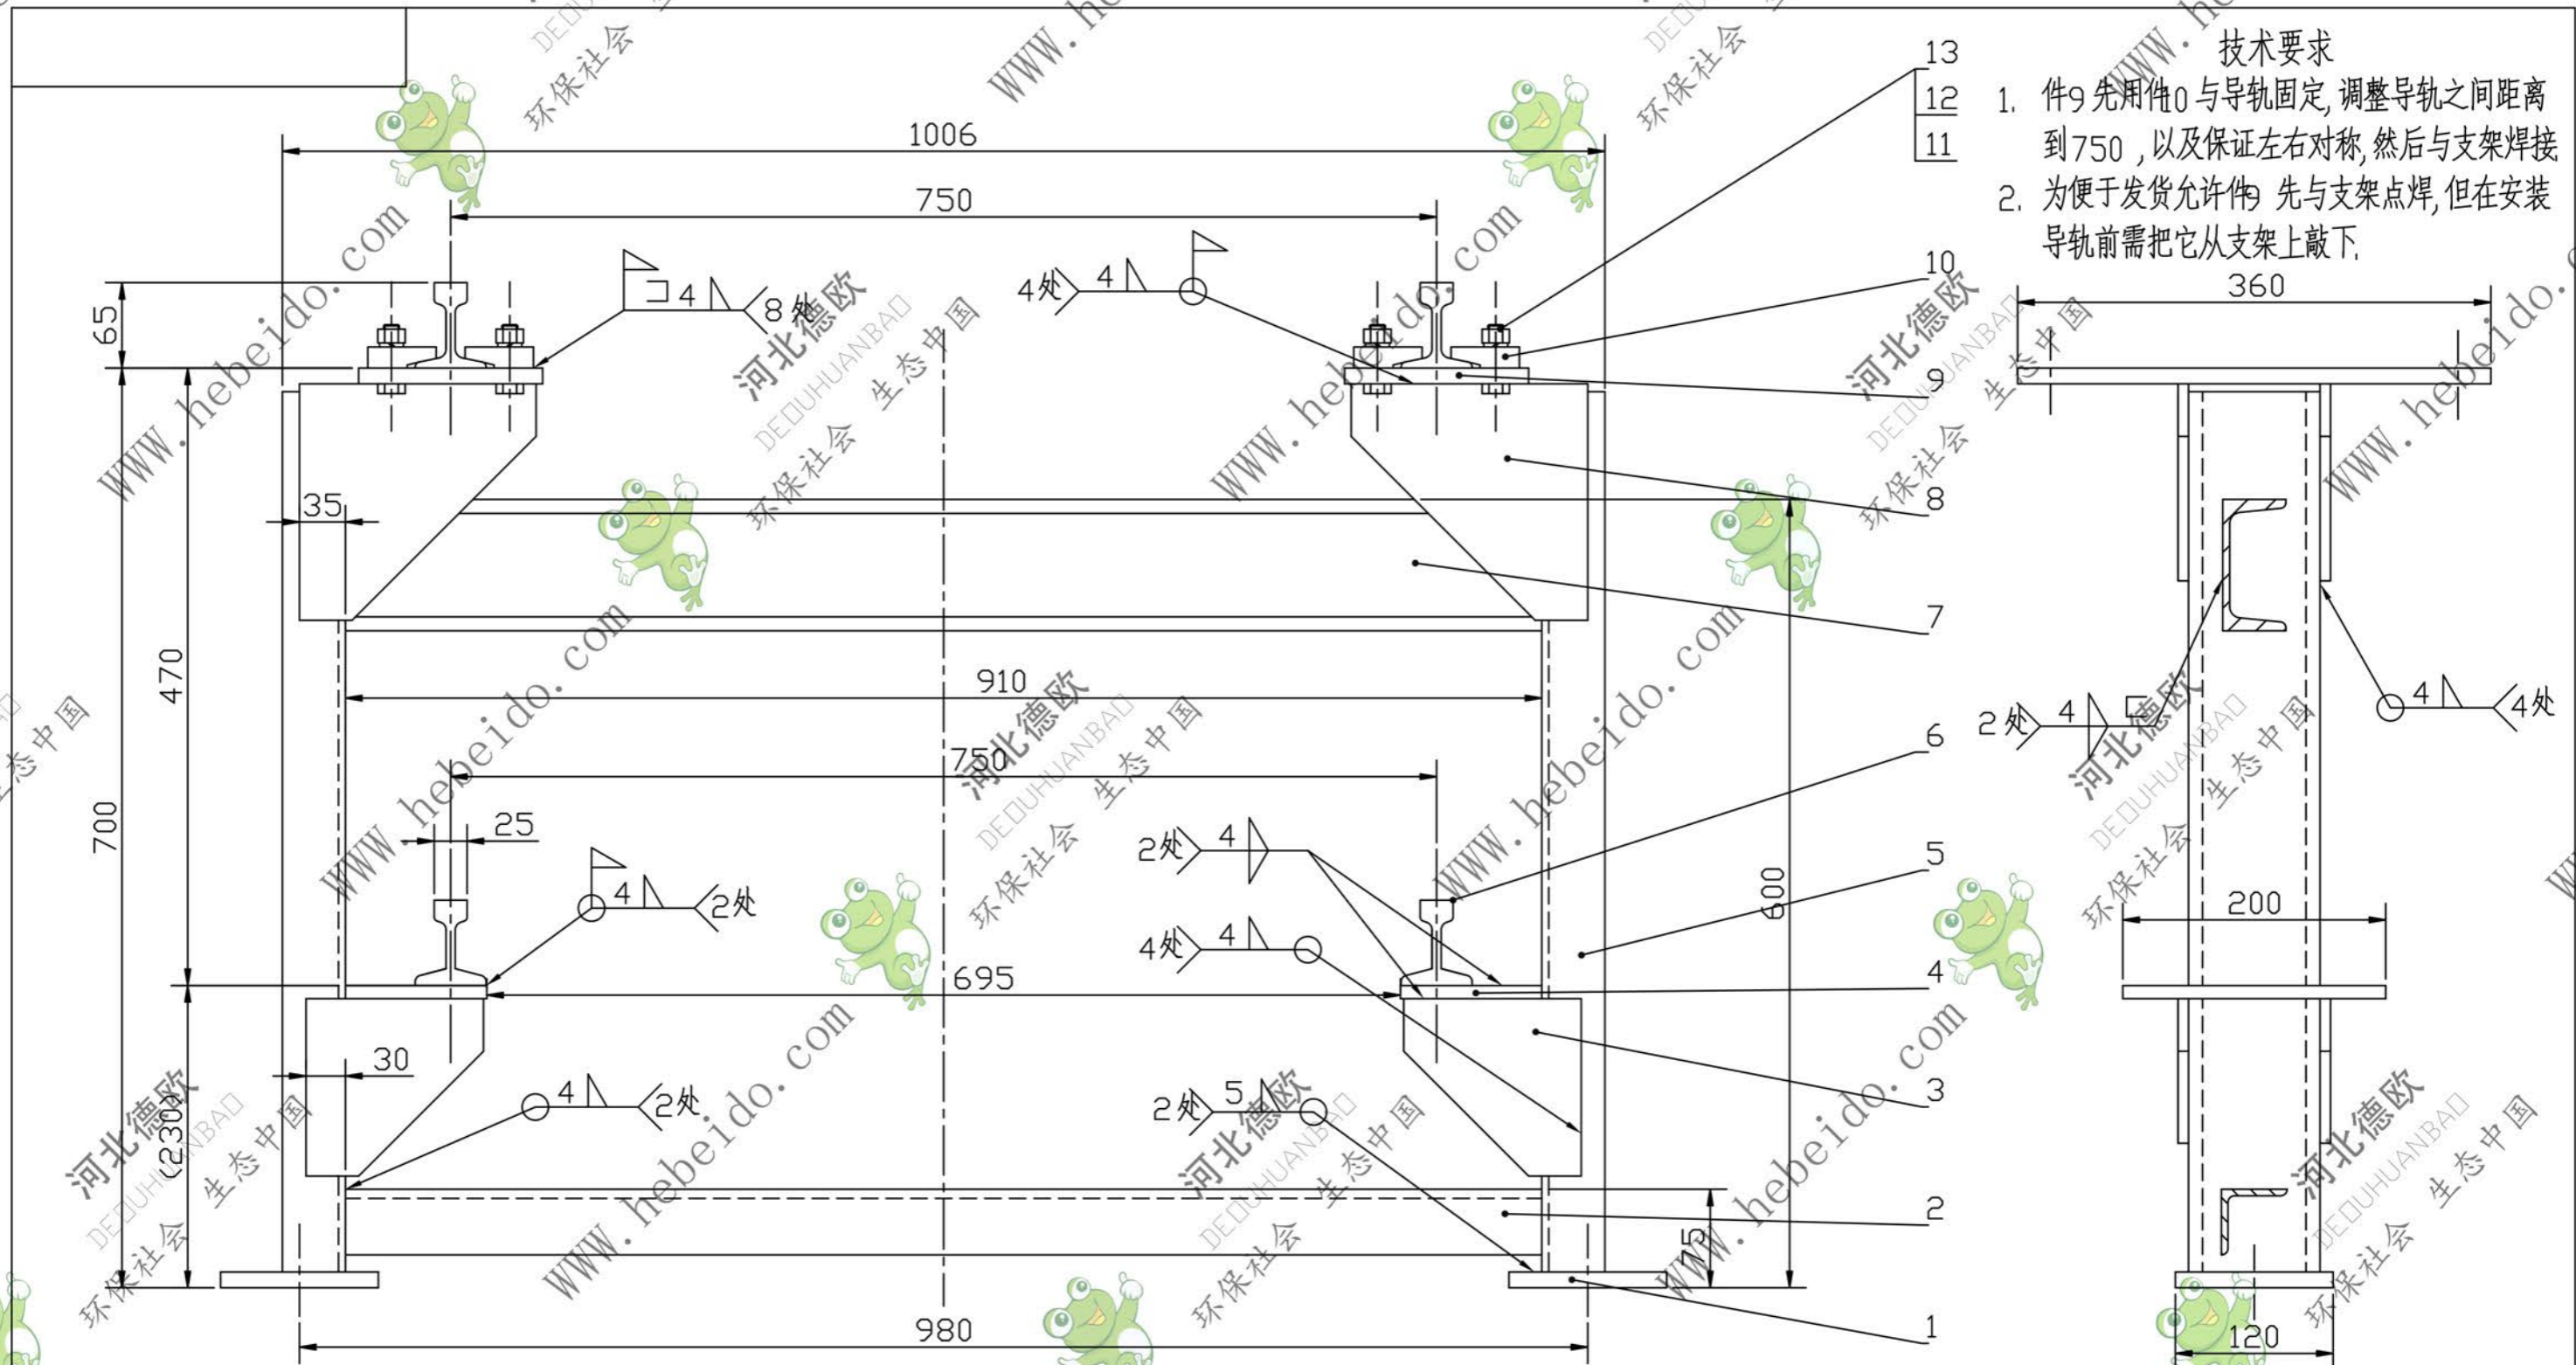 技术要求
1. 件9先用件10与导轨固定,调整导轨之间距离
到750,以及保证左右对称,然后与支架焊接
2. 为便于发货允许件9 先与支架点焊,但在安装
导轨前需把它从支架上敲下.
13
12
11
10
9
8
7
6
5
4
3
2
1
1006
750
65
4 8处
4处 4
35
470
700
910
750
25
4 2处
2处 4
4处 4
695
600
(230)
30
4 2处
2处 5
75
980
360
2处 4
4 4处
200
120
WWW.hebeido.com
河北德欧
DEOUHUANBAO
环保社会 生态中国